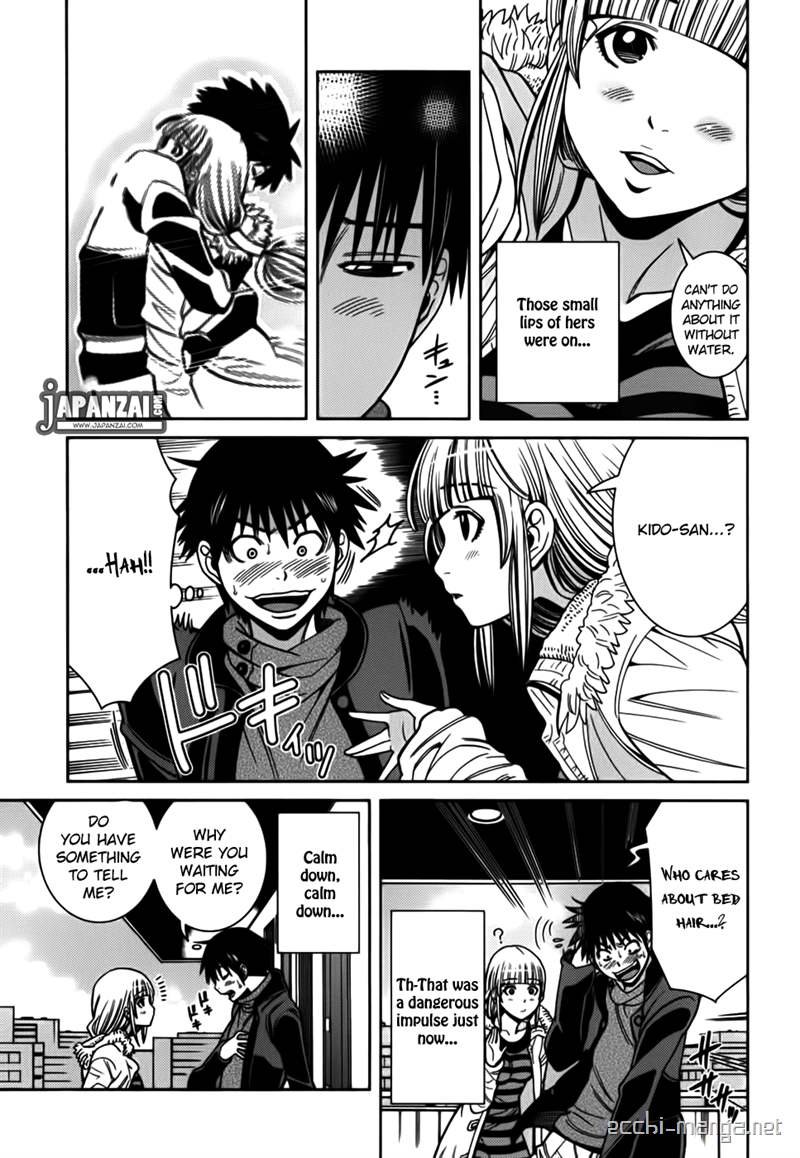 CAN'T DO
ANYTHING
ABOUT IT
WITHOUT
WATER.
Those small
lips of hers
were on...
キュン
…
JAPANZAI.COM
WWW.JAPANZAI.COM
KIDO-SAN...?
...HAH!!
ドキィッ
WHO CARES
ABOUT BED
HAIR...?
?
Th-That was
a dangerous
impulse just
now...
Calm
down,
calm
down...
WHY
WERE YOU
WAITING
FOR ME?
DO
YOU HAVE
SOMETHING
TO TELL
ME?
ecchi-manga.net